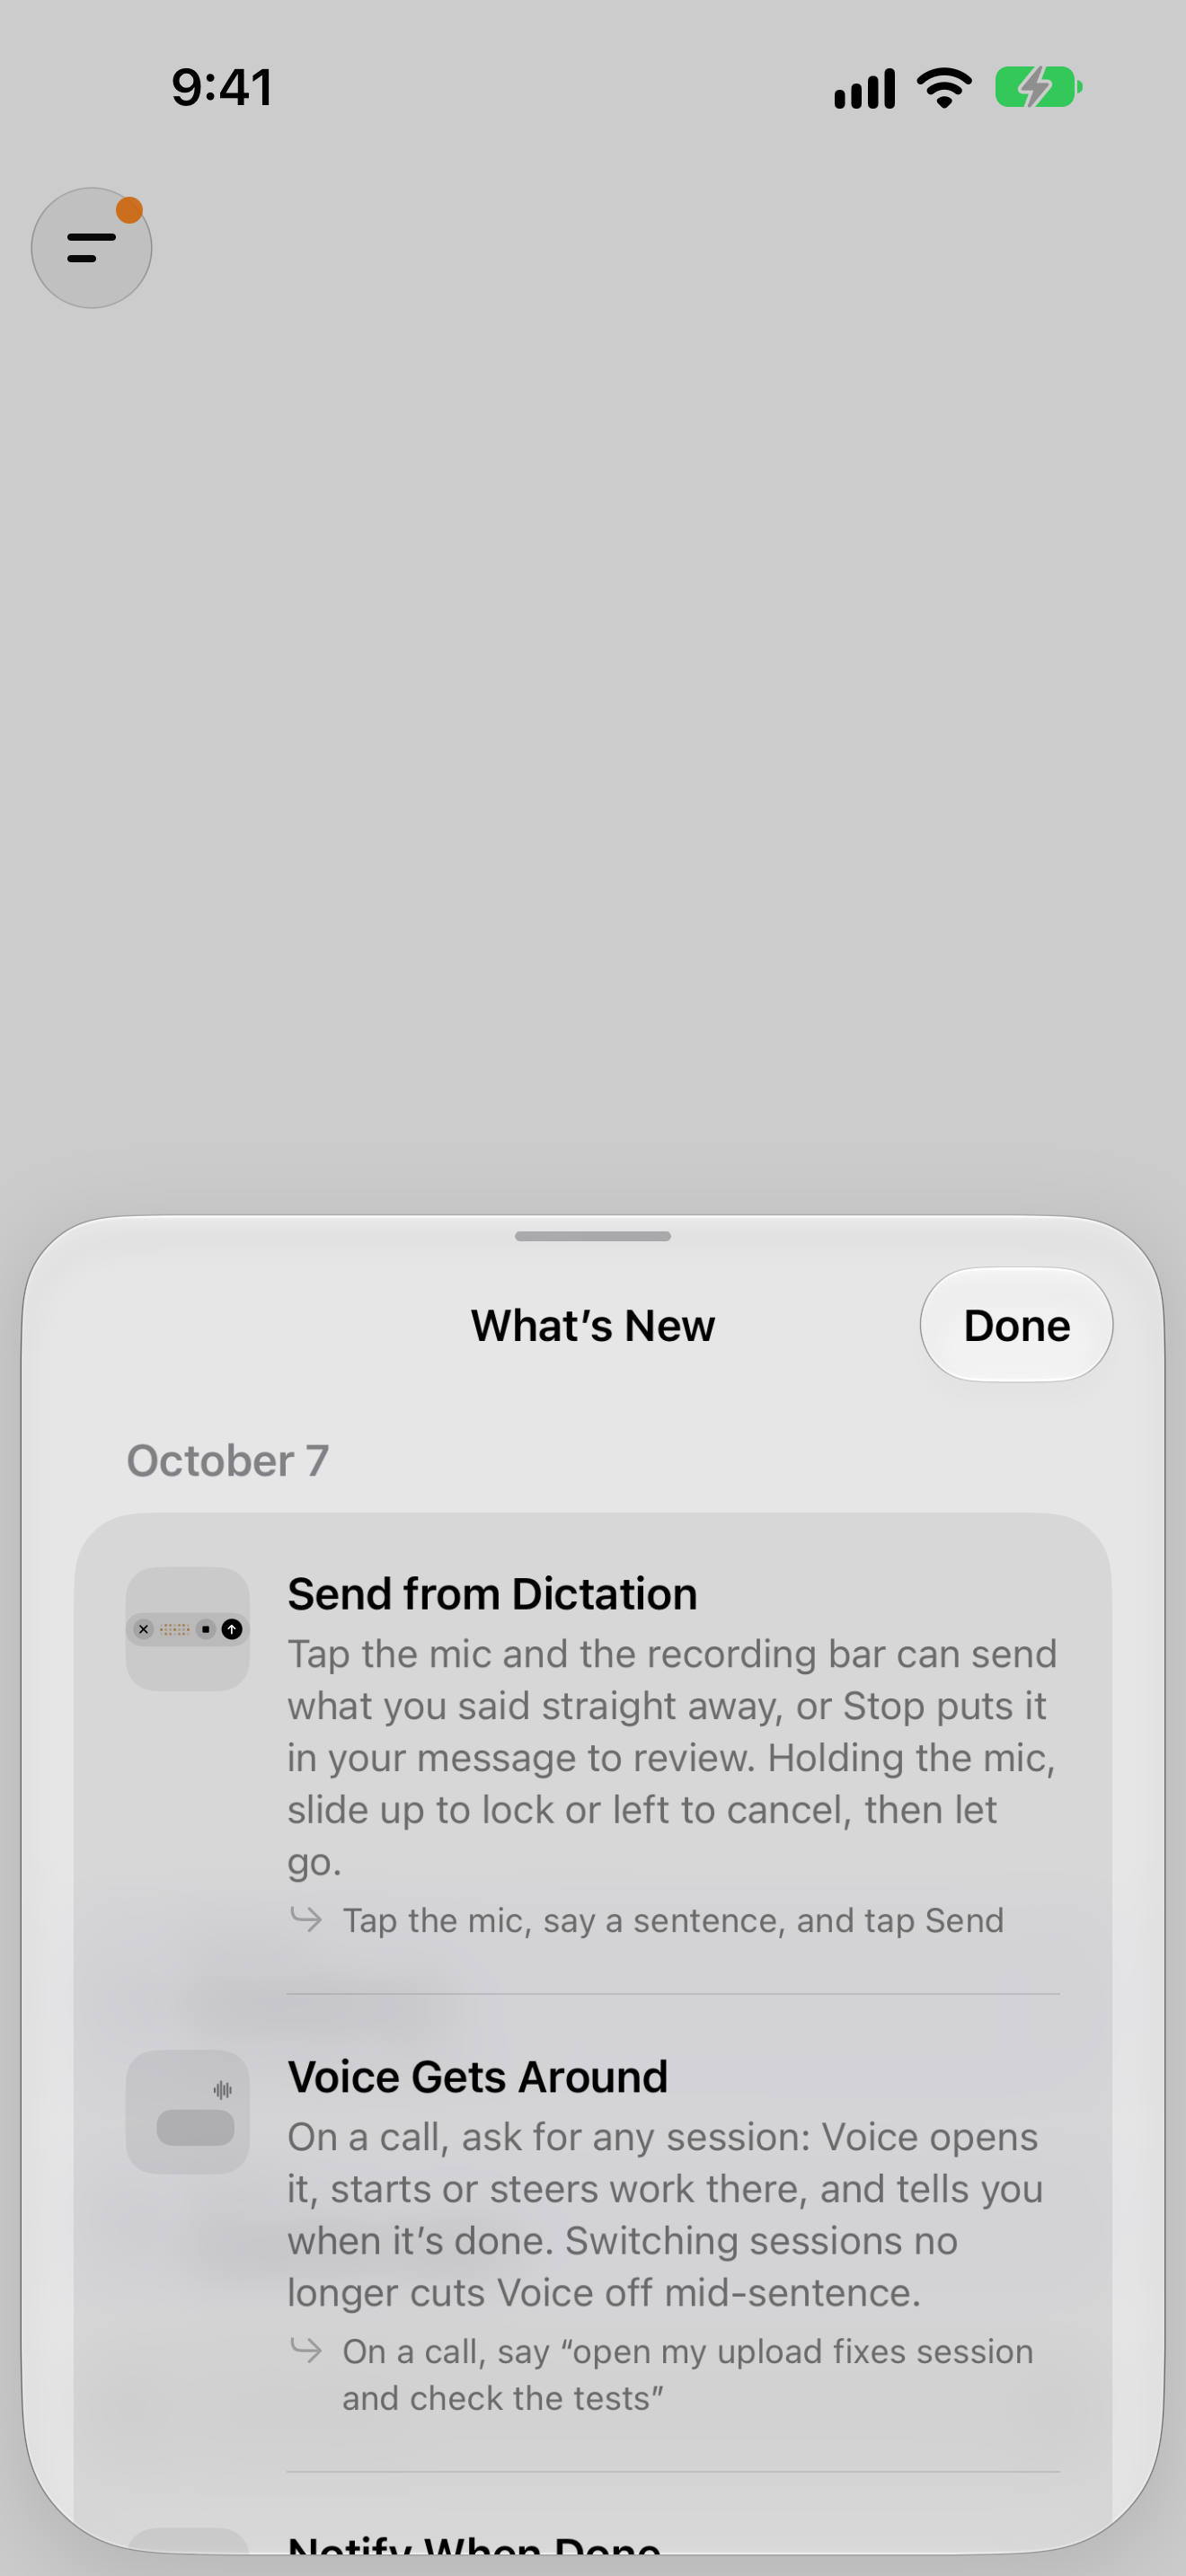 9:41
What’s New
Done
October 7
Send from Dictation
Tap the mic and the recording bar can send
what you said straight away, or Stop puts it
in your message to review. Holding the mic,
slide up to lock or left to cancel, then let
go.
Tap the mic, say a sentence, and tap Send
Voice Gets Around
On a call, ask for any session: Voice opens
it, starts or steers work there, and tells you
when it’s done. Switching sessions no
longer cuts Voice off mid-sentence.
On a call, say “open my upload fixes session
and check the tests”
Notify When Done